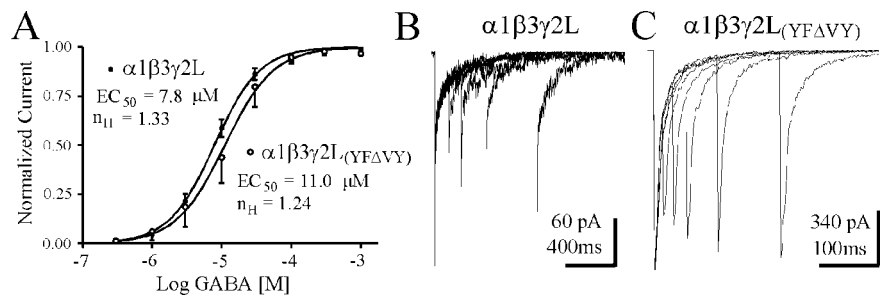 A
B
C
α1β3γ2L
α1β3γ2L(YFΔVY)
Normalized Current
1.00
0.75
0.50
0.25
0.00
α1β3γ2L
EC50 = 7.8 μM
nH = 1.33
α1β3γ2L(YFΔVY)
EC50 = 11.0 μM
nH = 1.24
-7 -6 -5 -4 -3
Log GABA [M]
60 pA
400ms
340 pA
100ms